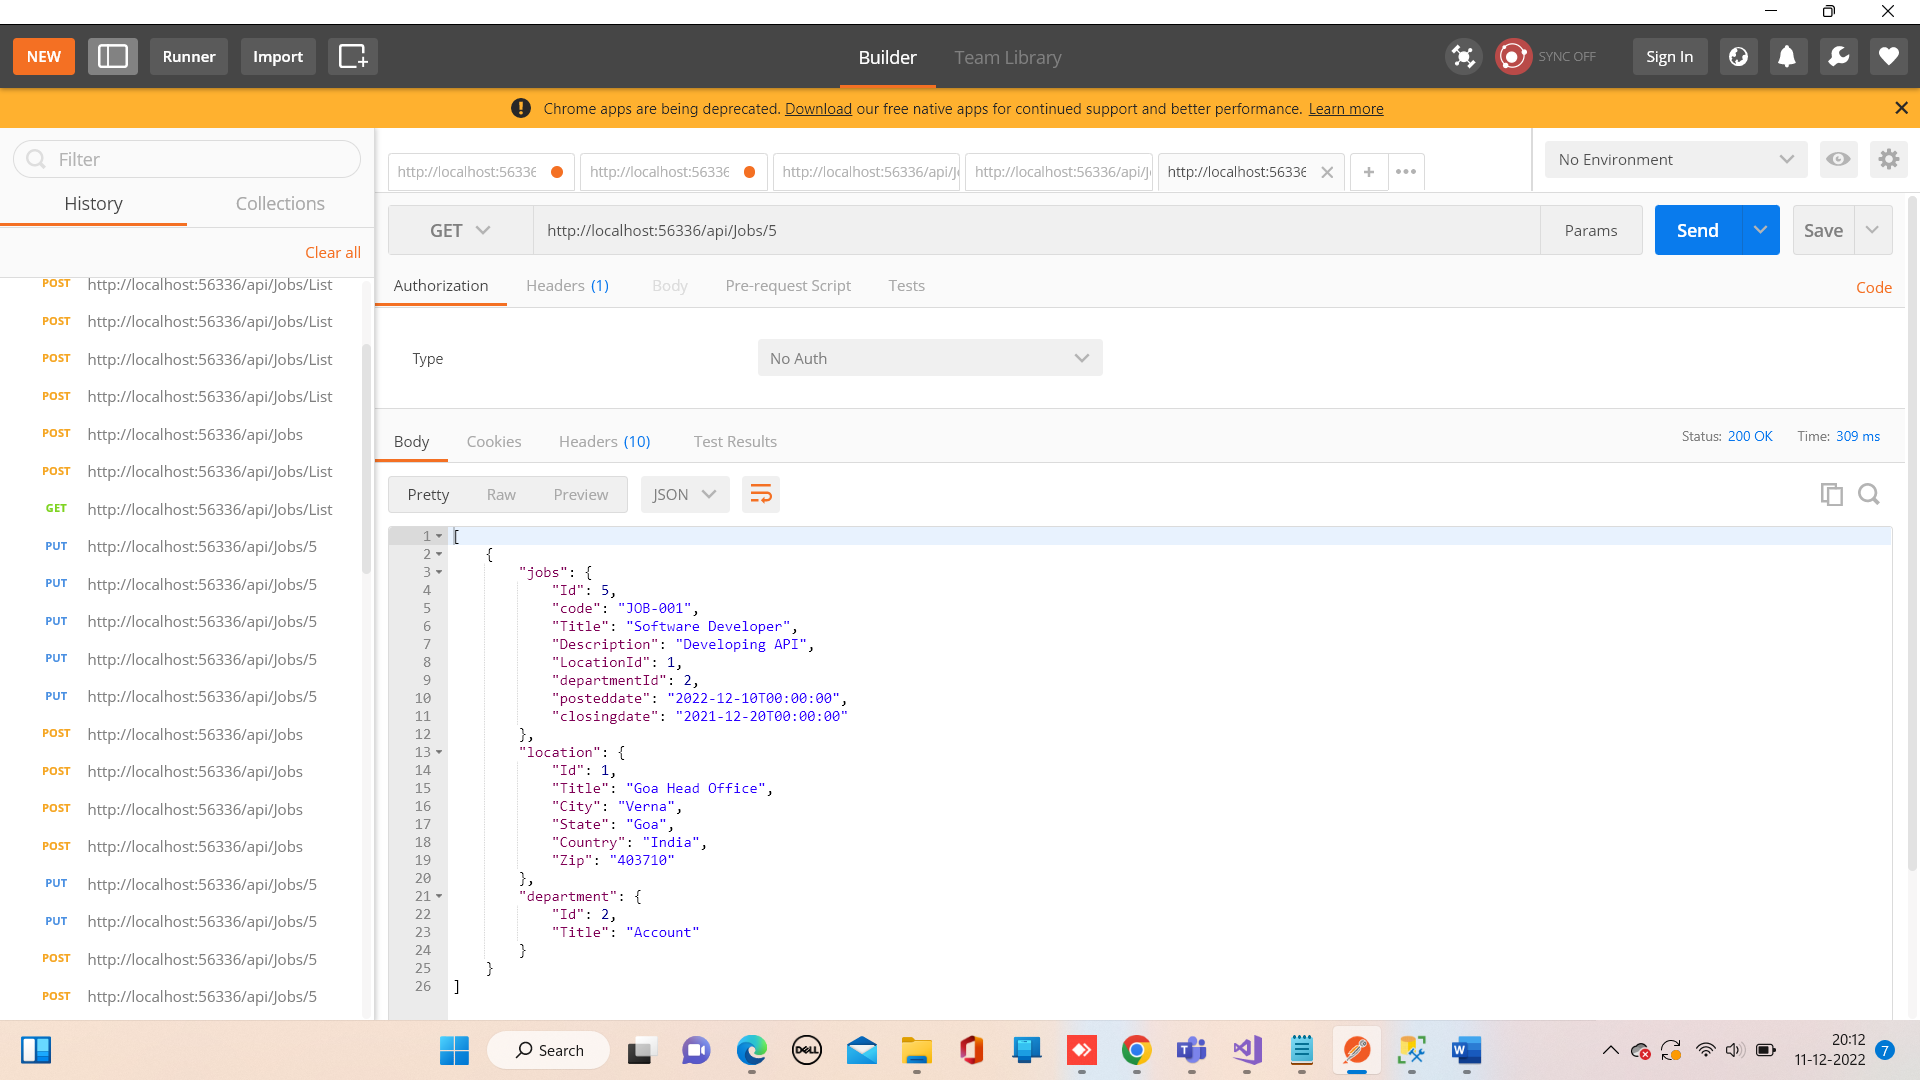 NEW
Runner
Import
Builder
Team Library
SYNC OFF
Sign In
Chrome apps are being deprecated. Download our free native apps for continued support and better performance. Learn more
Filter
History
Collections
Clear all
POST http://localhost:56336/api/Jobs/List
POST http://localhost:56336/api/Jobs/List
POST http://localhost:56336/api/Jobs/List
POST http://localhost:56336/api/Jobs/List
POST http://localhost:56336/api/Jobs
POST http://localhost:56336/api/Jobs/List
GET http://localhost:56336/api/Jobs/List
PUT http://localhost:56336/api/Jobs/5
PUT http://localhost:56336/api/Jobs/5
PUT http://localhost:56336/api/Jobs/5
PUT http://localhost:56336/api/Jobs/5
PUT http://localhost:56336/api/Jobs/5
POST http://localhost:56336/api/Jobs
POST http://localhost:56336/api/Jobs
POST http://localhost:56336/api/Jobs
POST http://localhost:56336/api/Jobs
PUT http://localhost:56336/api/Jobs/5
PUT http://localhost:56336/api/Jobs/5
POST http://localhost:56336/api/Jobs/5
POST http://localhost:56336/api/Jobs/5
http://localhost:56336
http://localhost:56336
http://localhost:56336/api/J
http://localhost:56336/api/J
http://localhost:56336
No Environment
GET
http://localhost:56336/api/Jobs/5
Params
Send
Save
Authorization
Headers (1)
Body
Pre-request Script
Tests
Code
Type
No Auth
Body
Cookies
Headers (10)
Test Results
Status: 200 OK
Time: 309 ms
Pretty
Raw
Preview
JSON
1 [
2 {
3 "jobs": {
4 "Id": 5,
5 "code": "JOB-001",
6 "Title": "Software Developer",
7 "Description": "Developing API",
8 "LocationId": 1,
9 "departmentId": 2,
10 "posteddate": "2022-12-10T00:00:00",
11 "closingdate": "2021-12-20T00:00:00"
12 },
13 "location": {
14 "Id": 1,
15 "Title": "Goa Head Office",
16 "City": "Verna",
17 "State": "Goa",
18 "Country": "India",
19 "Zip": "403710"
20 },
21 "department": {
22 "Id": 2,
23 "Title": "Account"
24 }
25 }
26 ]
Search
DELL
20:12
11-12-2022
7